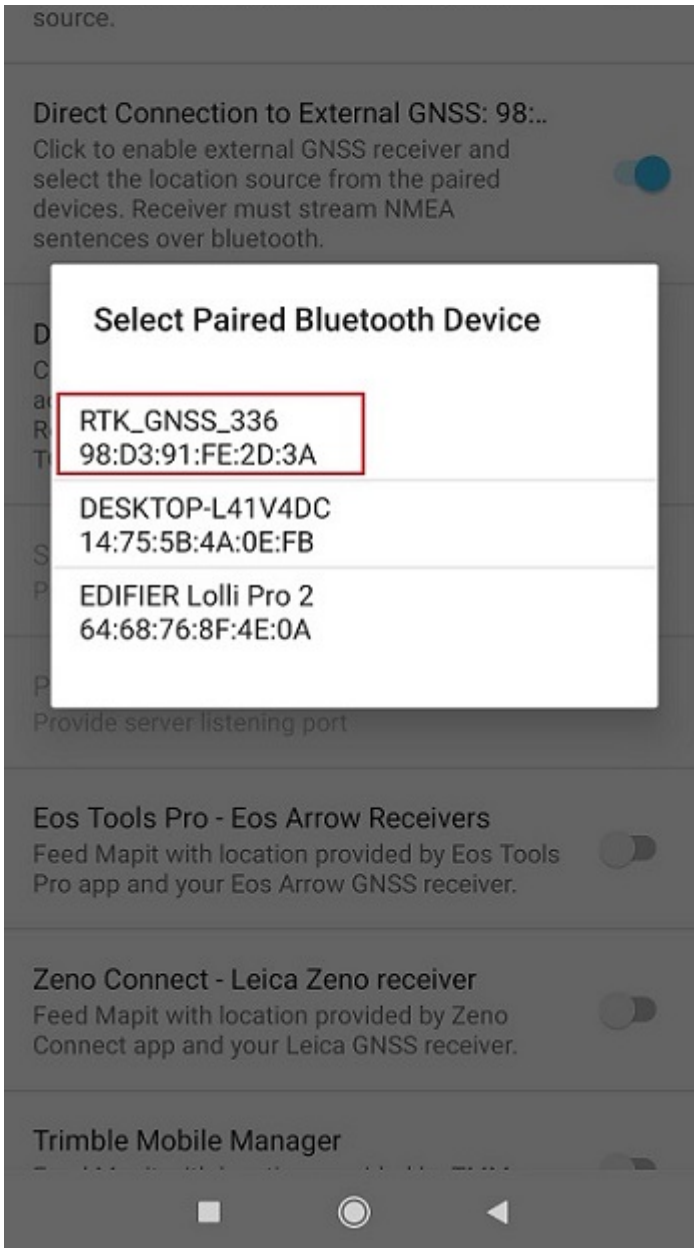 source.
Direct Connection to External GNSS: 98:...
Click to enable external GNSS receiver and
select the location source from the paired
devices. Receiver must stream NMEA
sentences over bluetooth.
Select Paired Bluetooth Device
RTK_GNSS_336
98:D3:91:FE:2D:3A
DESKTOP-L41V4DC
14:75:5B:4A:0E:FB
EDIFIER Lolli Pro 2
64:68:76:8F:4E:0A
Provide server listening port
Eos Tools Pro - Eos Arrow Receivers
Feed Mapit with location provided by Eos Tools
Pro app and your Eos Arrow GNSS receiver.
Zeno Connect - Leica Zeno receiver
Feed Mapit with location provided by Zeno
Connect app and your Leica GNSS receiver.
Trimble Mobile Manager